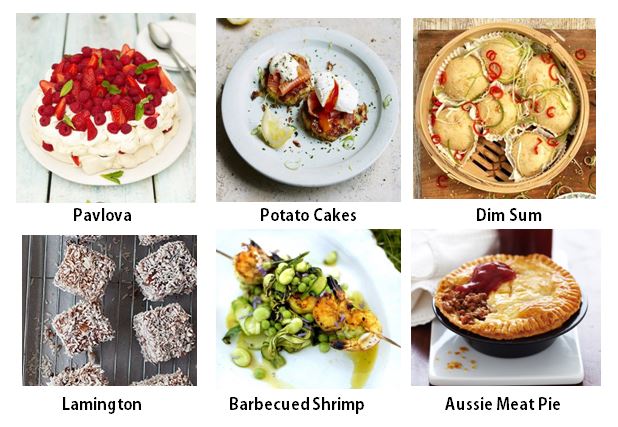 Pavlova
Potato Cakes
Dim Sum
Lamington
Barbecued Shrimp
Aussie Meat Pie